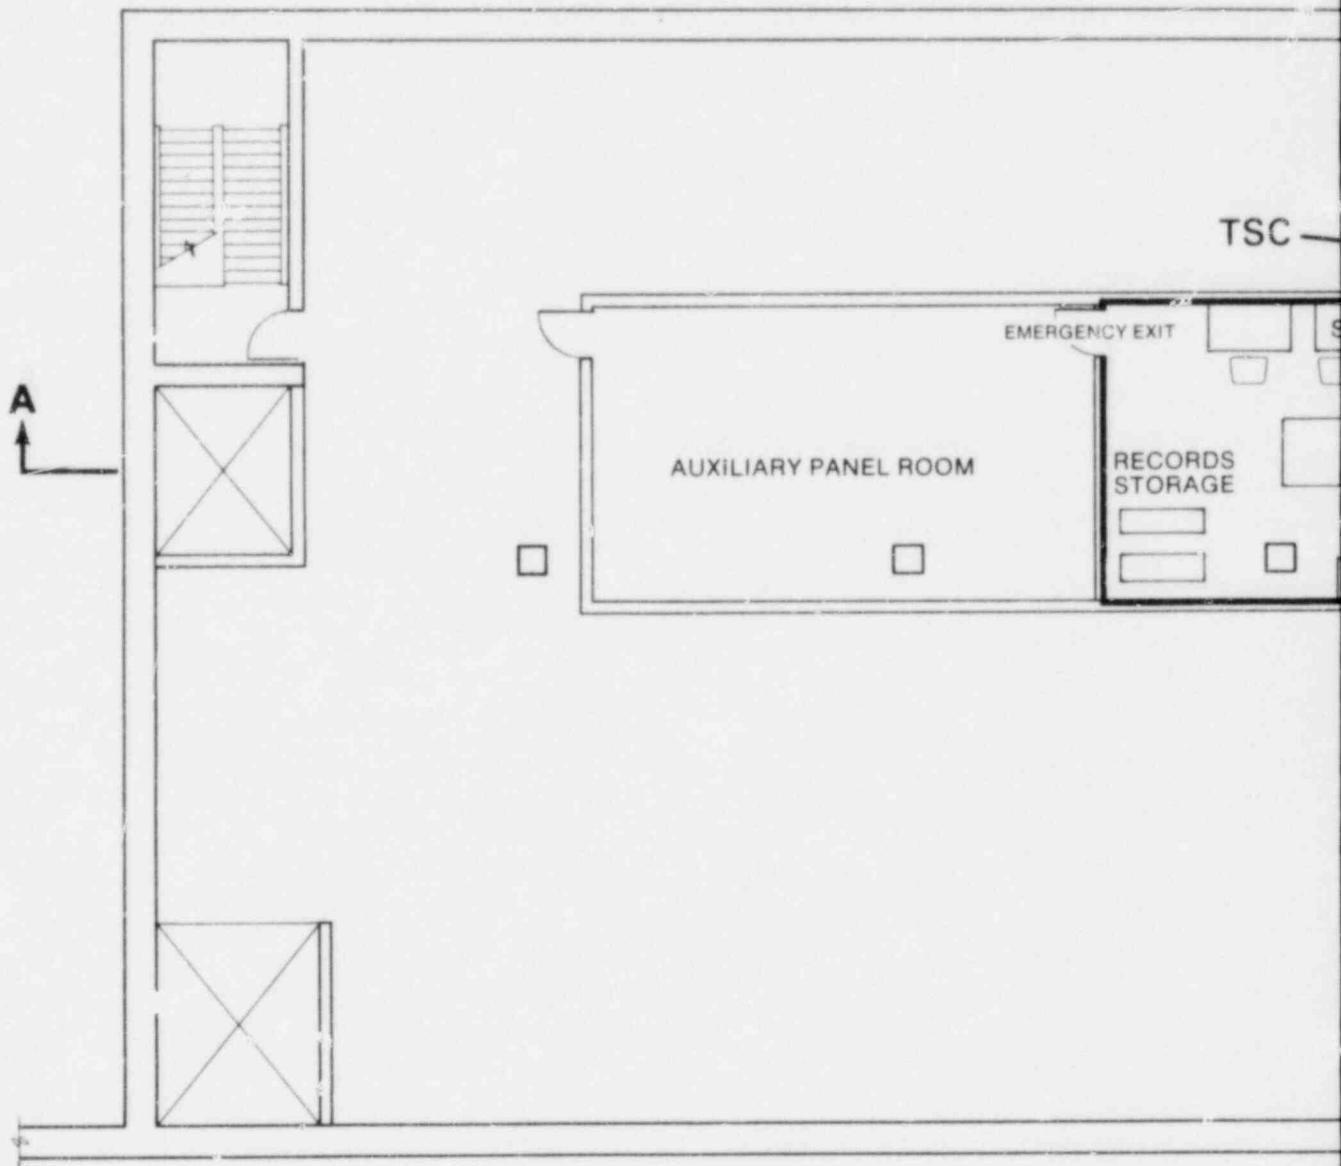 TSC
EMERGENCY EXIT
S
A
AUXILIARY PANEL ROOM
RECORDS
STORAGE